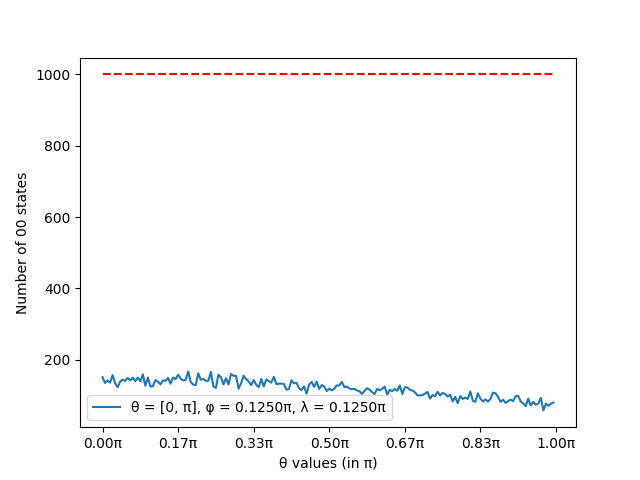 1000
800
600
400
200
Number of 00 states
θ = [0, π], φ = 0.1250π, λ = 0.1250π
0.00π 0.17π 0.33π 0.50π 0.67π 0.83π 1.00π
θ values (in π)